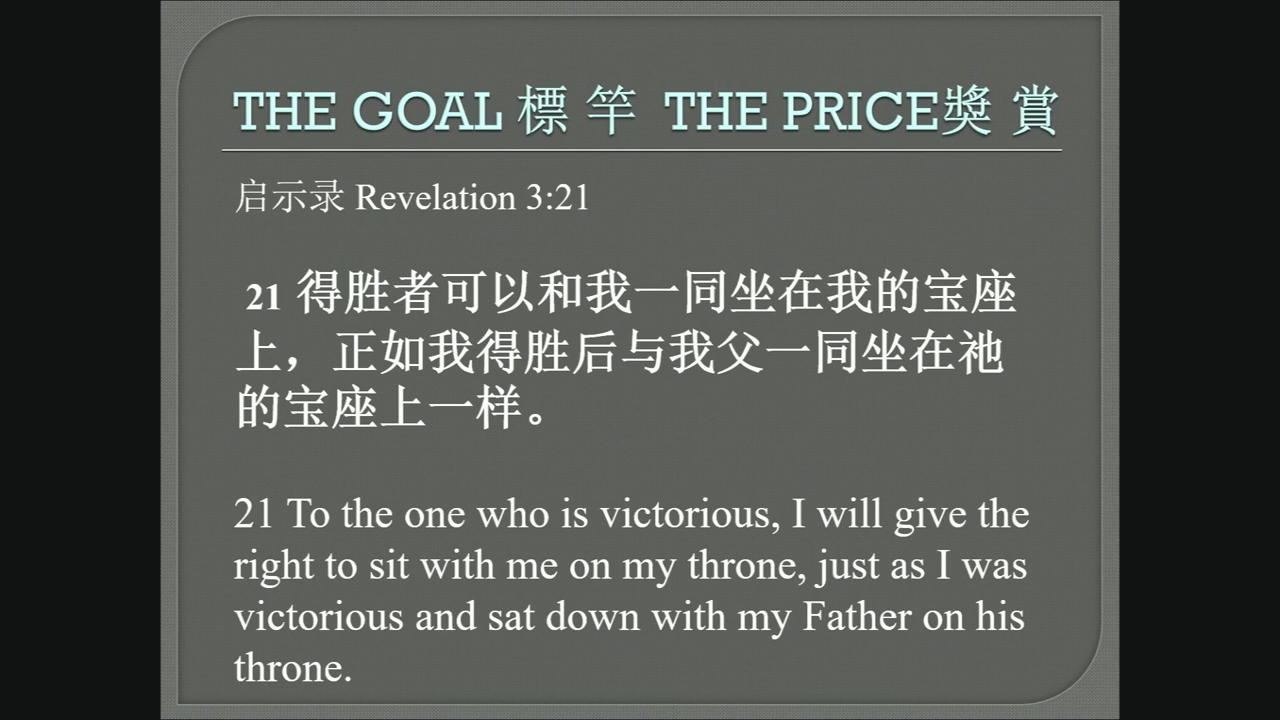 THE GOAL 標 竿 THE PRICE獎 賞
启示录 Revelation 3:21
21 得胜者可以和我一同坐在我的宝座
上，正如我得胜后与我父一同坐在祂
的宝座上一样。
21 To the one who is victorious, I will give the
right to sit with me on my throne, just as I was
victorious and sat down with my Father on his
throne.